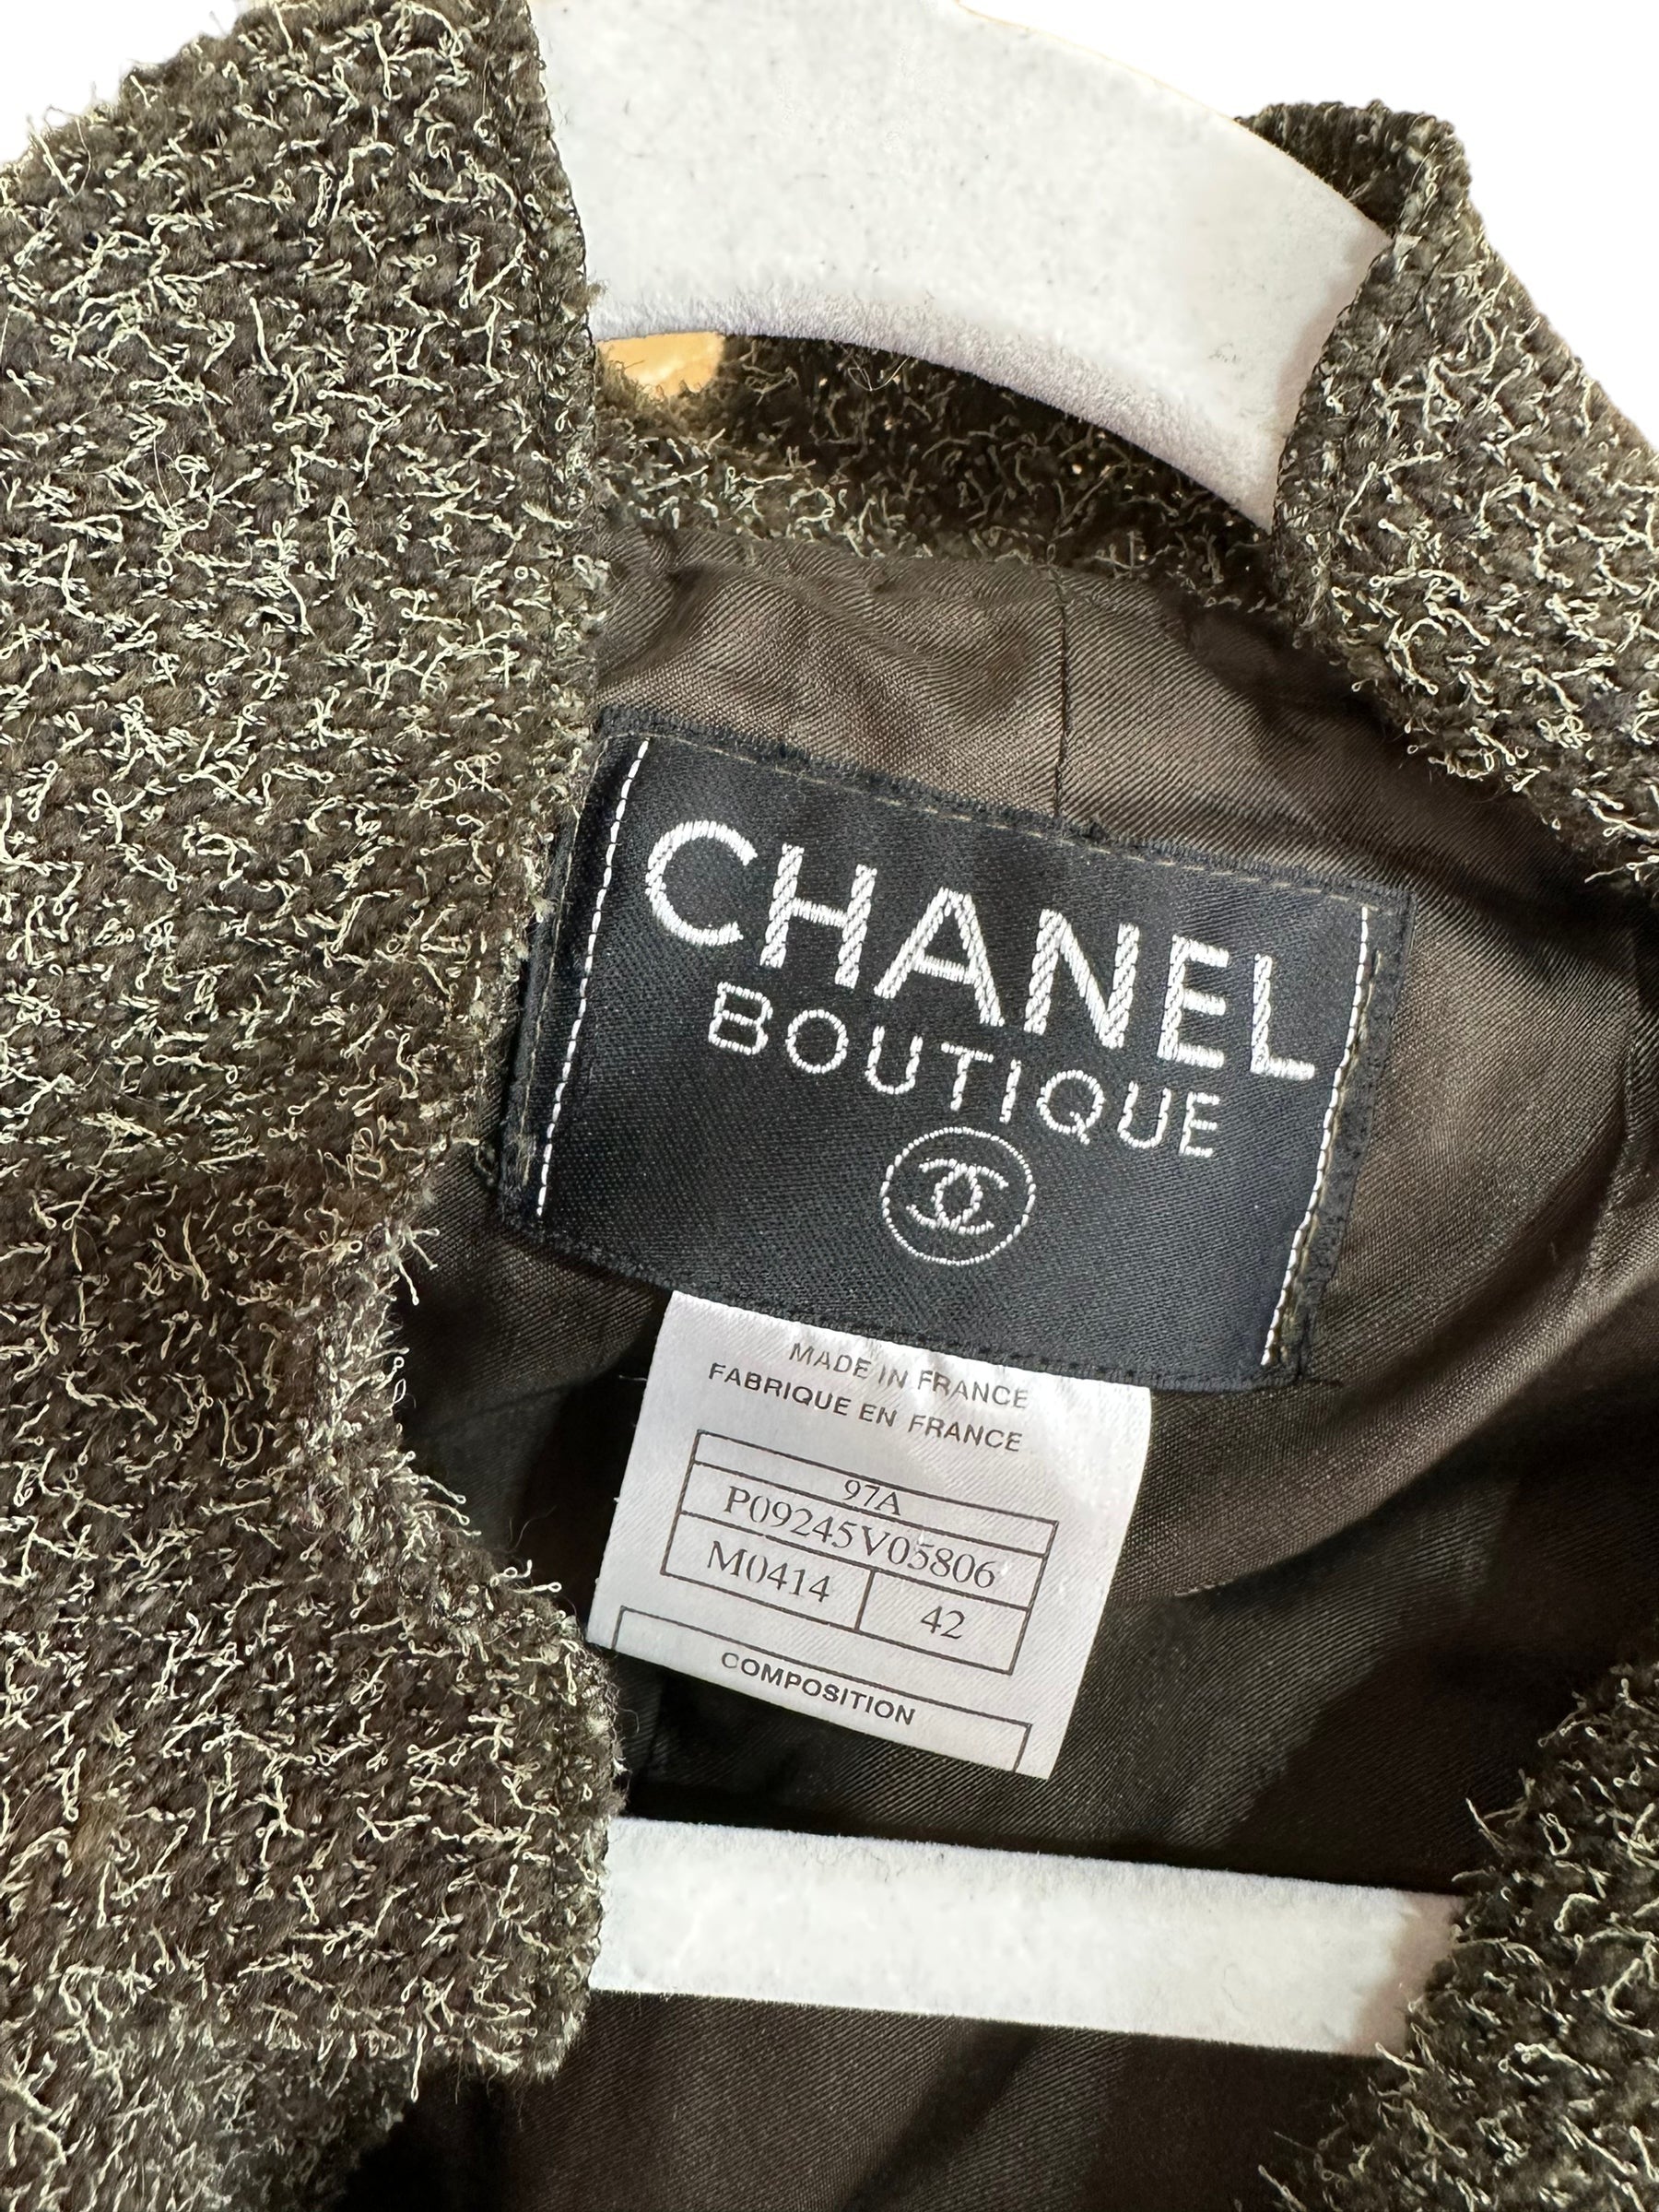 CHANEL
BOUTIQUE
MADE IN FRANCE
FABRIQUE EN FRANCE
97A
P09245V05806
M0414 42
COMPOSITION